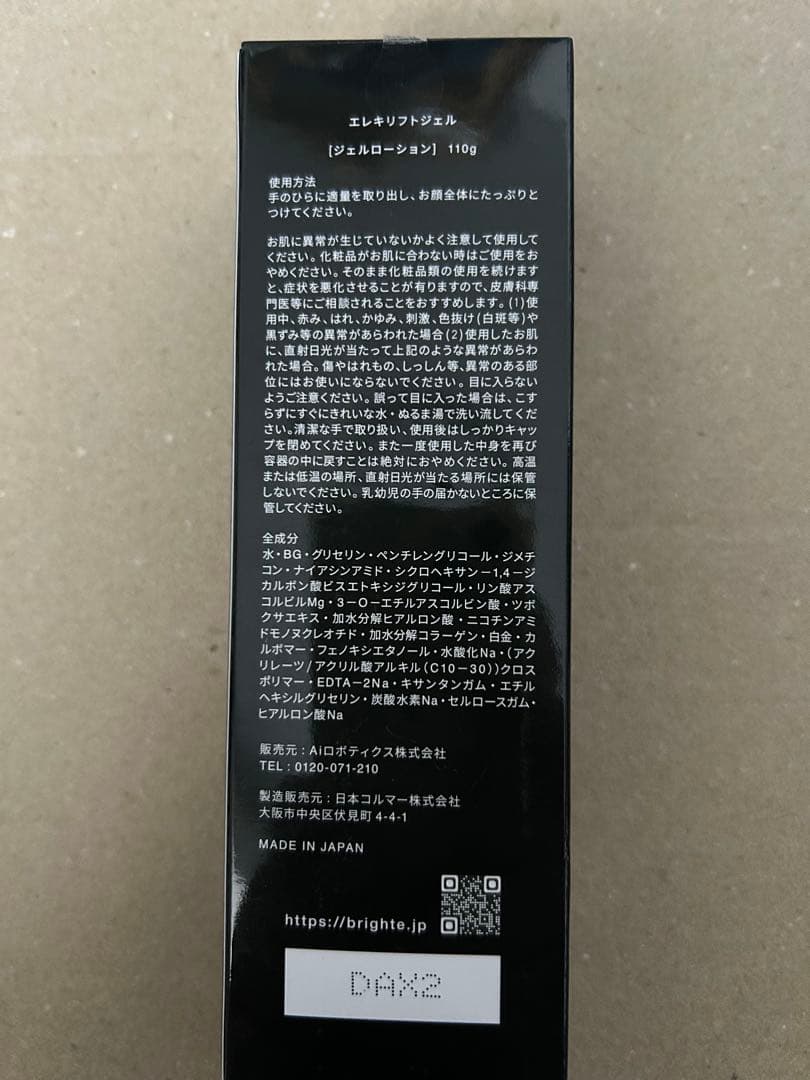 エレキリフトジェル
[ジェルローション] 110g
使用方法
手のひらに適量を取り出し、お顔全体にたっぷりと
つけてください。
お肌に異常が生じていないかよく注意して使用して
ください。化粧品がお肌に合わない時はご使用をお
やめください。そのまま化粧品類の使用を続けます
と、症状を悪化させることが有りますので、皮膚科専
門医等にご相談されることをおすすめします。(1)使
用中、赤み、はれ、かゆみ、刺激、色抜け(白斑等)や
黒ずみ等の異常があらわれた場合(2)使用したお肌
に、直射日光が当たって上記のような異常があらわ
れた場合。傷やはれもの、しっしん等、異常のある部
位にはお使いにならないでください。目に入らない
ようご注意ください。誤って目に入った場合は、こす
らずにすぐにきれいな水・ぬるま湯で洗い流してくだ
さい。清潔な手で取り扱い、使用後はしっかりキャッ
プを閉めてください。また一度使用した中身を再び
容器の中に戻すことは絶対におやめください。高温
または低温の場所、直射日光が当たる場所には保管
しないでください。乳幼児の手の届かないところに保
管してください。
全成分
水・BG・グリセリン・ペンチレングリコール・ジメチ
コン・ナイアシンアミド・シクロヘキサン－1,4－ジ
カルボン酸ビスエトキシジグリコール・リン酸アス
コルビルMg・3－O－エチルアスコルビン酸・ツボ
クサエキス・加水分解ヒアルロン酸・ニコチンアミ
ドモノヌクレオチド・加水分解コラーゲン・白金・カ
ルボマー・フェノキシエタノール・水酸化Na・(アク
リレーツ/アクリル酸アルキル(C10－30))クロス
ポリマー・EDTA－2Na・キサンタンガム・エチル
ヘキシルグリセリン・炭酸水素Na・セルロースガム・
ヒアルロン酸Na
販売元：Aiロボティクス株式会社
TEL：0120-071-210
製造販売元：日本コルマー株式会社
大阪市中央区伏見町4-4-1
MADE IN JAPAN
https://brighte.jp
DAX2